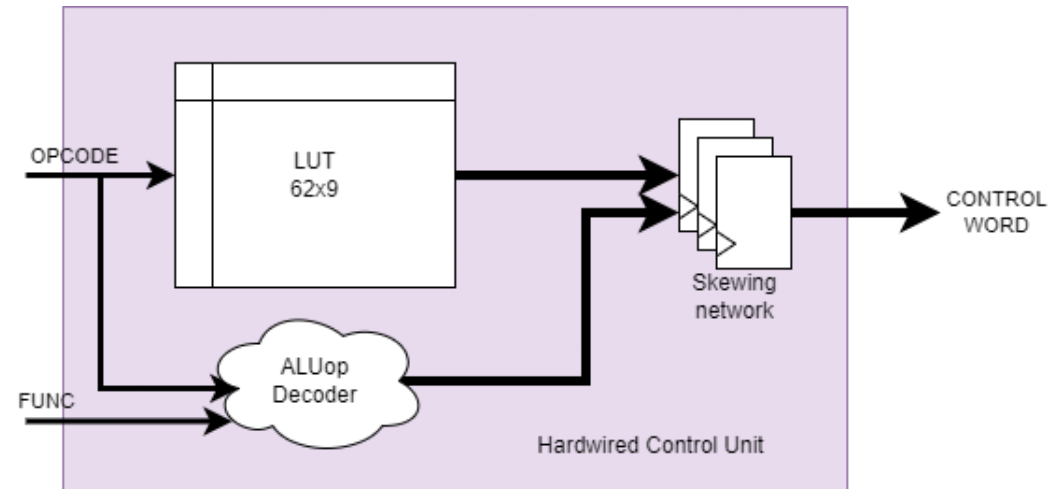 OPCODE
LUT
62x9
CONTROL
WORD
Skewing
network
ALUop
Decoder
FUNC
Hardwired Control Unit